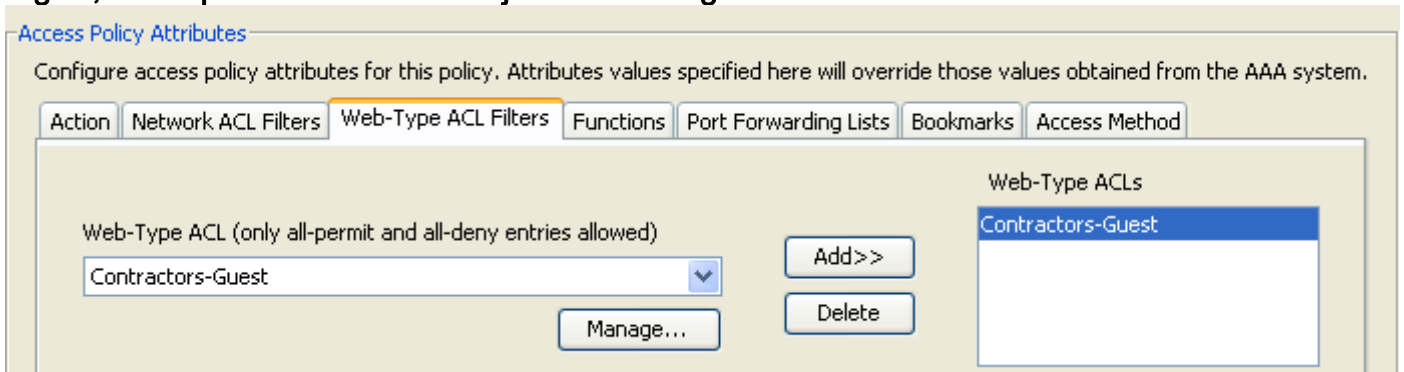 Access Policy Attributes
Configure access policy attributes for this policy. Attributes values specified here will override those values obtained from the AAA system.
Action Network ACL Filters Web-Type ACL Filters Functions Port Forwarding Lists Bookmarks Access Method
Web-Type ACLs
Web-Type ACL (only all-permit and all-deny entries allowed)
Contractors-Guest
Contractors-Guest
Add>>
Manage...
Delete